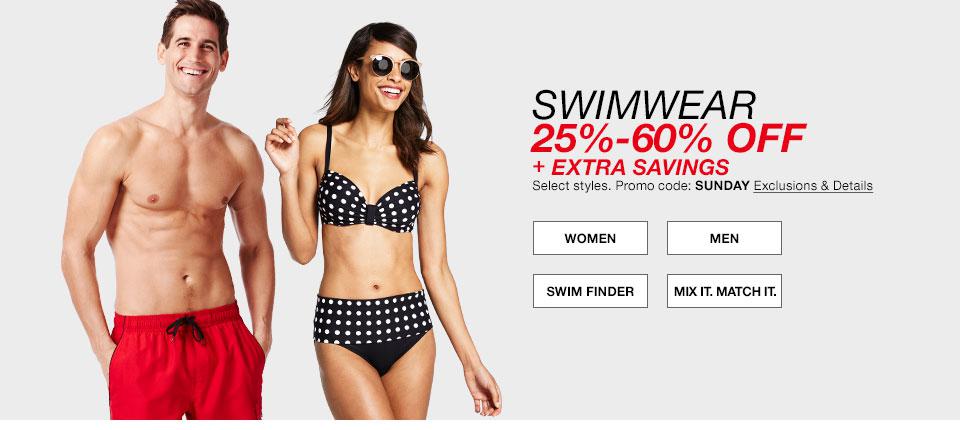 SWIMWEAR
25%-60% OFF
+ EXTRA SAVINGS
Select styles. Promo code: SUNDAY Exclusions & Details
WOMEN MEN
SWIM FINDER MIX IT. MATCH IT.